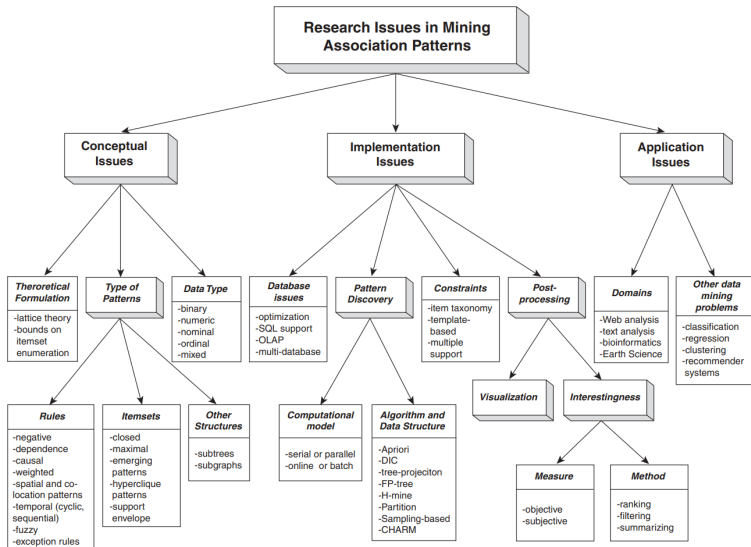 Research Issues in Mining
Association Patterns
Conceptual
Issues
Implementation
Issues
Application
Issues
Theroretical
Formulation
-lattice theory
-bounds on
itemset
enumeration
Type of
Patterns
Data Type
-binary
-numeric
-nominal
-ordinal
-mixed
Database
issues
-optimization
-SQL support
-OLAP
-multi-database
Pattern
Discovery
Constraints
-item taxonomy
-template-
based
-multiple
support
Post-
processing
Domains
-Web analysis
-text analysis
-bioinformatics
-Earth Science
Other data
mining
problems
-classification
-regression
-clustering
-recommender
systems
Rules
-negative
-dependence
-causal
-weighted
-spatial and co-
location patterns
-temporal (cyclic,
sequential)
-fuzzy
-exception rules
Itemsets
-closed
-maximal
-emerging
patterns
-hyperclique
patterns
-support
envelope
Other
Structures
-subtrees
-subgraphs
Computational
model
-serial or parallel
-online or batch
Algorithm and
Data Structure
-Apriori
-DIC
-tree-projeciton
-FP-tree
-H-mine
-Partition
-Sampling-based
-CHARM
Visualization
Interestingness
Measure
-objective
-subjective
Method
-ranking
-filtering
-summarizing